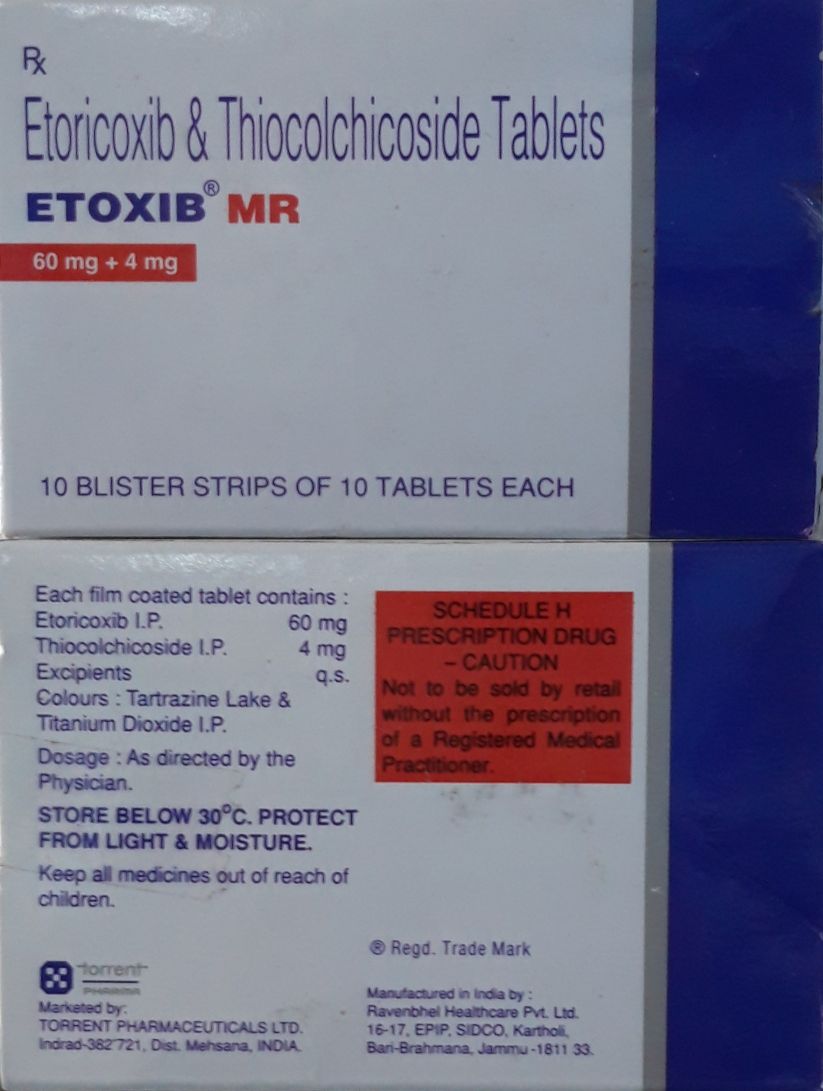 Rx
Etoricoxib & Thiocolchicoside Tablets
ETOXIB® MR
60 mg + 4 mg
10 BLISTER STRIPS OF 10 TABLETS EACH
Each film coated tablet contains :
Etoricoxib I.P. 60 mg
Thiocolchicoside I.P. 4 mg
Excipients q.s.
Colours : Tartrazine Lake &
Titanium Dioxide I.P.
Dosage : As directed by the
Physician.
STORE BELOW 30°C. PROTECT
FROM LIGHT & MOISTURE.
Keep all medicines out of reach of
children.
SCHEDULE H
PRESCRIPTION DRUG
– CAUTION
Not to be sold by retail
without the prescription
of a Registered Medical
Practitioner.
® Regd. Trade Mark
torrent
PHARMA
Marketed by:
TORRENT PHARMACEUTICALS LTD.
Indrad-382 721, Dist. Mehsana, INDIA.
Manufactured in India by :
Ravenbhel Healthcare Pvt. Ltd.
16-17, EPIP, SIDCO, Kartholi,
Bari-Brahmana, Jammu -1811 33.